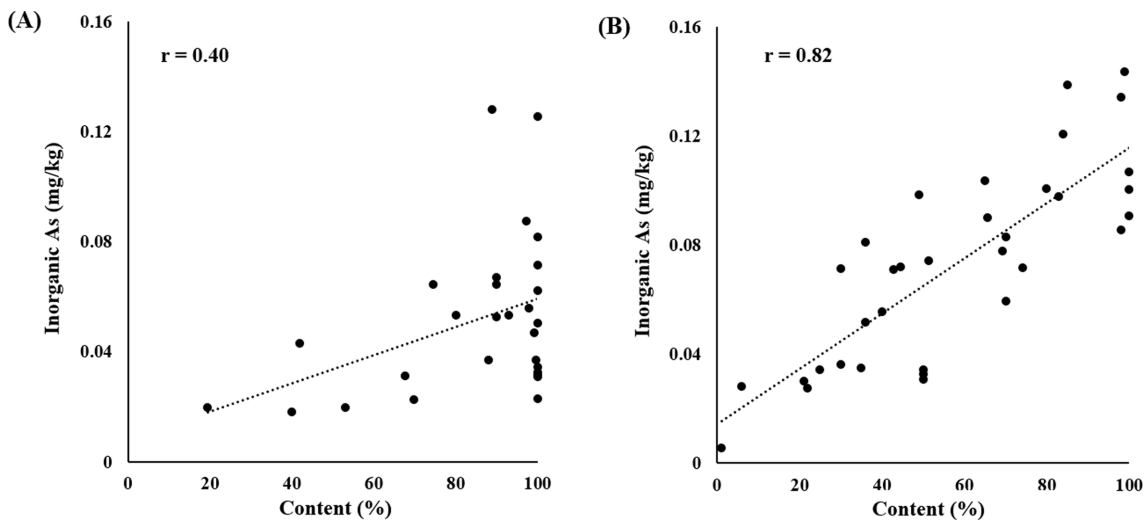 (A)
r = 0.40
Inorganic As (mg/kg)
0.16
0.12
0.08
0.04
0
0 20 40 60 80 100
Content (%)
(B)
r = 0.82
Inorganic As (mg/kg)
0.16
0.12
0.08
0.04
0
0 20 40 60 80 100
Content (%)